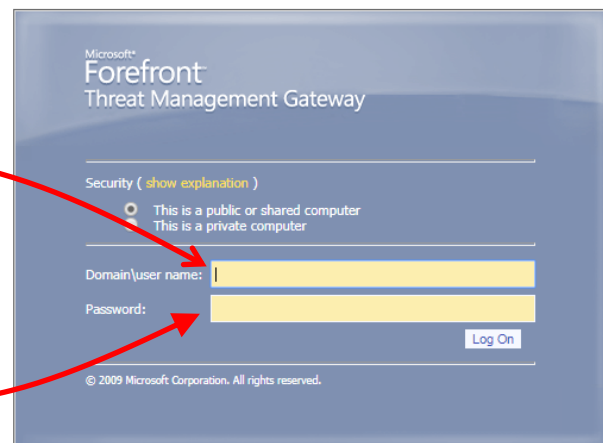 Microsoft®
Forefront™
Threat Management Gateway
Security ( show explanation )
This is a public or shared computer
This is a private computer
Domain\user name:
Password:
Log On
© 2009 Microsoft Corporation. All rights reserved.